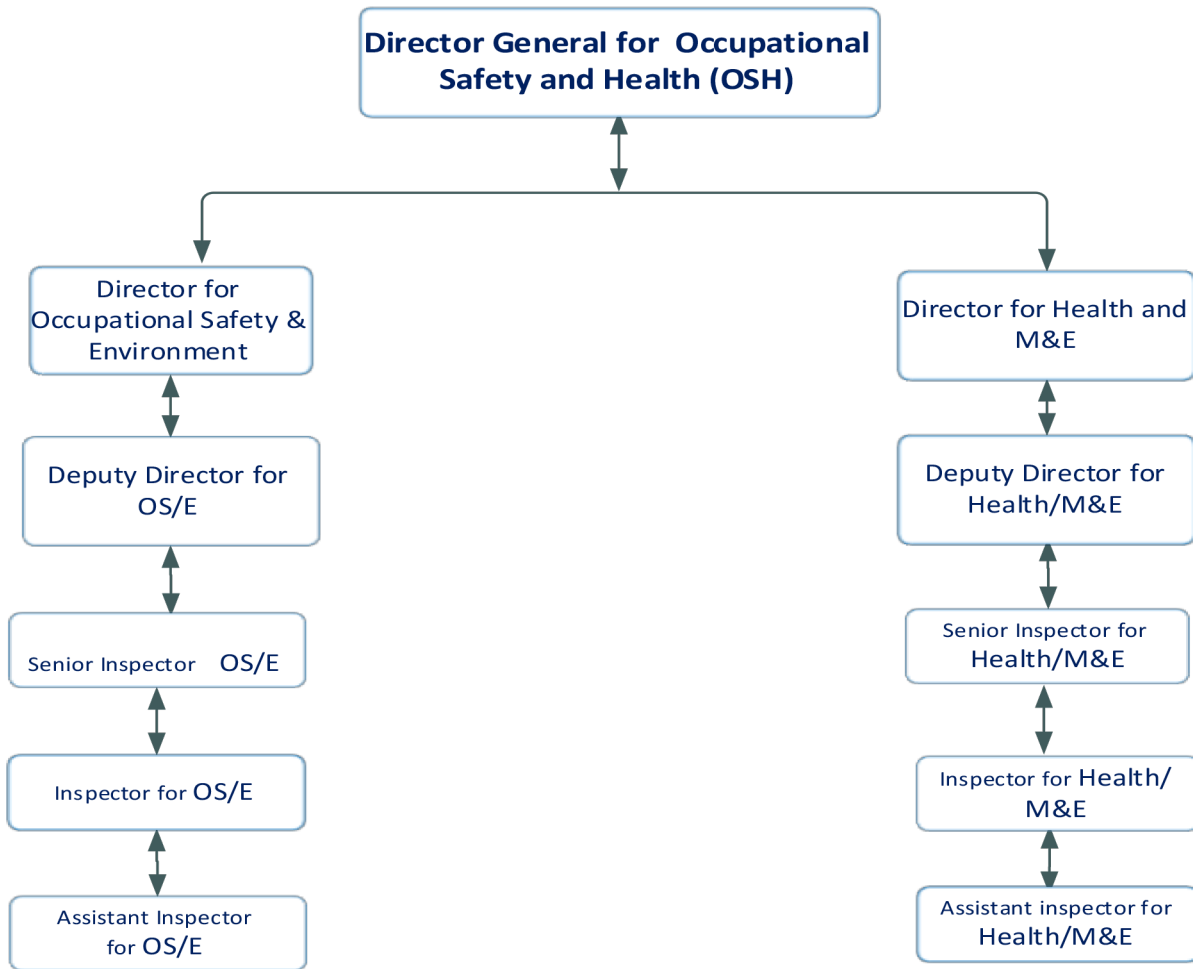 Director General for Occupational
Safety and Health (OSH)
Director for
Occupational Safety &
Environment
Director for Health and
M&E
Deputy Director for
OS/E
Deputy Director for
Health/M&E
Senior Inspector OS/E
Senior Inspector for
Health/M&E
Inspector for OS/E
Inspector for Health/
M&E
Assistant Inspector
for OS/E
Assistant inspector for
Health/M&E